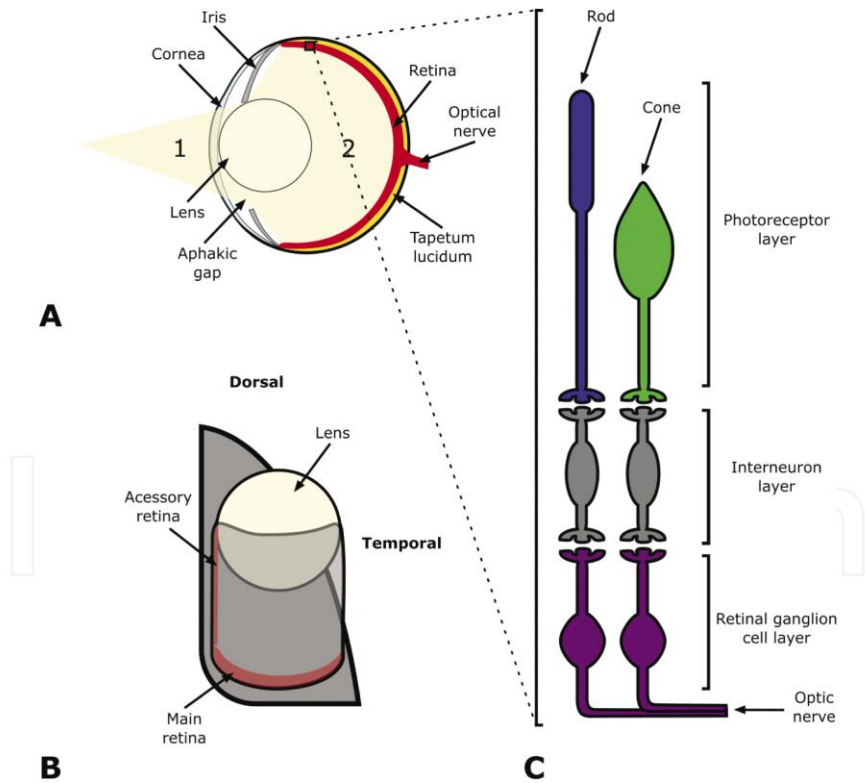 Iris
Cornea
Retina
Optical
nerve
1
2
Lens
Aphakic
gap
Tapetum
lucidum
A
Dorsal
Lens
Acessory
retina
Temporal
Main
retina
B
Rod
Cone
Photoreceptor
layer
Interneuron
layer
Retinal ganglion
cell layer
Optic
nerve
C